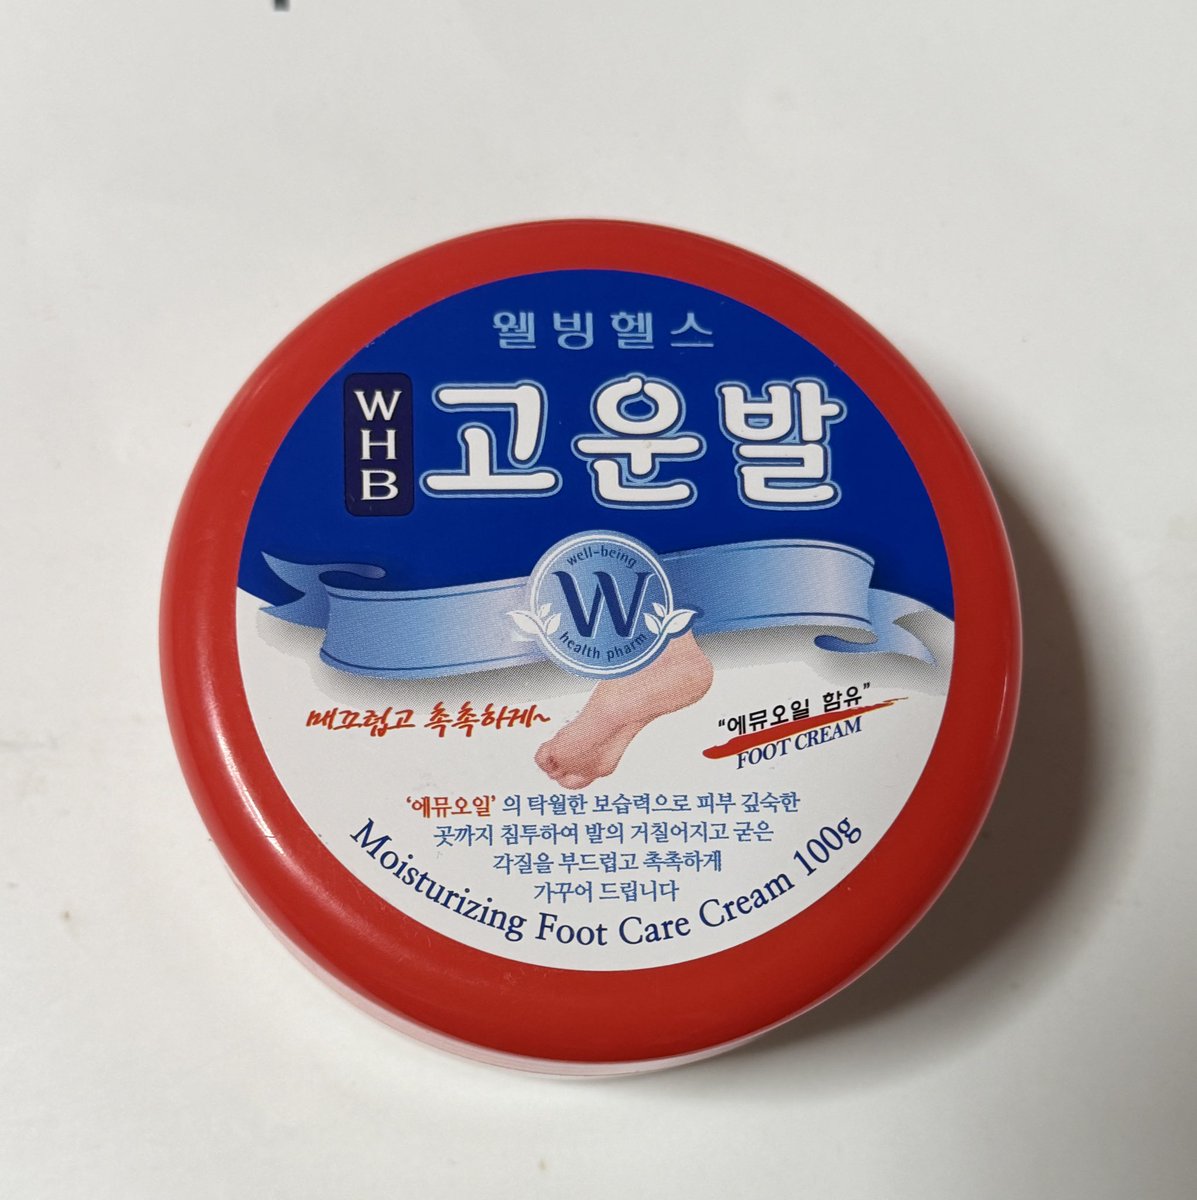 웰빙헬스
WHB
고운발
well-being
W
health pharm
매끄럽고 촉촉하게~
"에뮤오일 함유"
FOOT CREAM
'에뮤오일'의 탁월한 보습력으로 피부 깊숙한
곳까지 침투하여 발의 거칠어지고 굳은
각질을 부드럽고 촉촉하게
가꾸어 드립니다
Moisturizing Foot Care Cream 100g